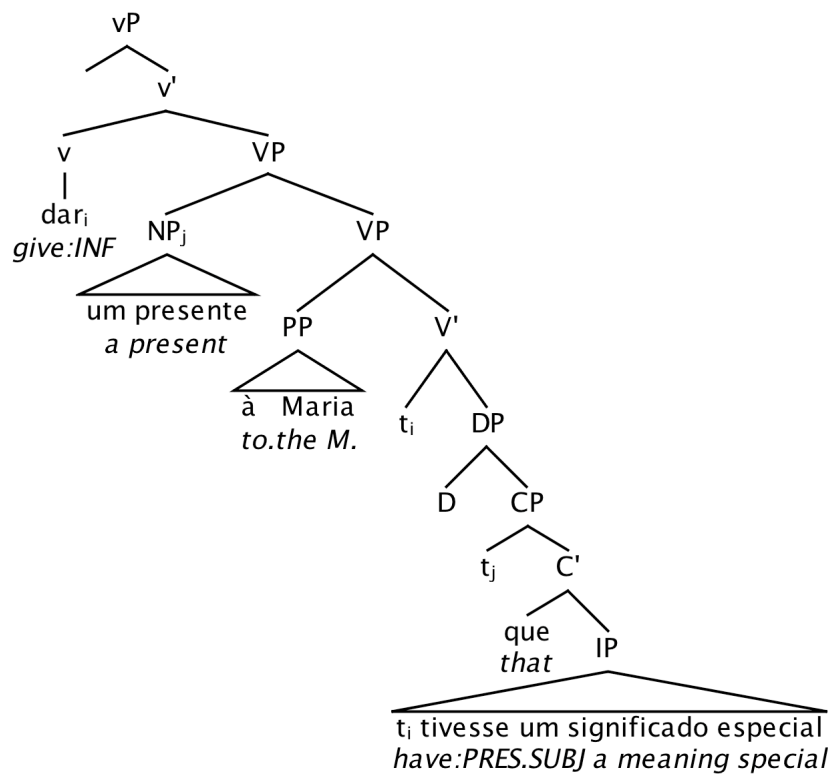 vP
v'
v VP
dari
give:INF
NPj VP
um presente
a present
PP V'
à Maria
to.the M.
ti DP
D CP
tj C'
que
that
IP
ti tivesse um significado especial
have:PRES.SUBJ a meaning special